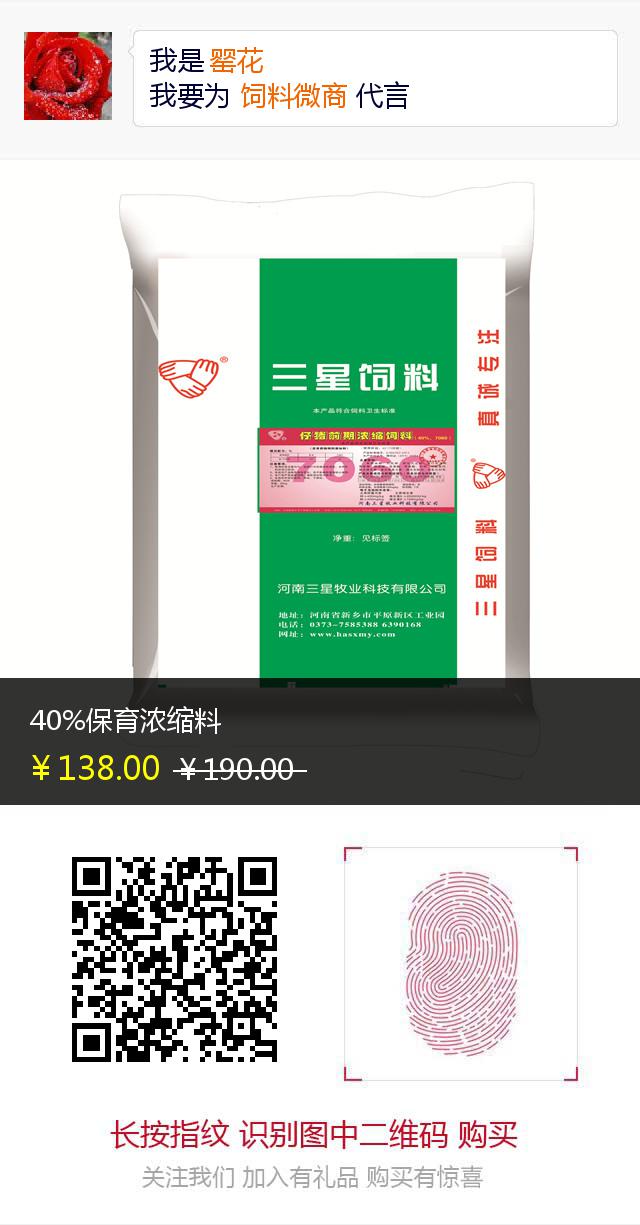 我是 罂花
我要为 饲料微商 代言
®
三星饲料
本产品符合饲料卫生标准
仔猪前期浓缩饲料(40%、7060)
7060
净重：见标签
河南三星牧业科技有限公司
地址：河南省新乡市平原新区工业园
电话：0373-7585388 6390168
网址：www.hasxmy.com
真诚专注
三星饲料
40%保育浓缩料
￥138.00 ￥190.00
长按指纹 识别图中二维码 购买
关注我们 加入有礼品 购买有惊喜